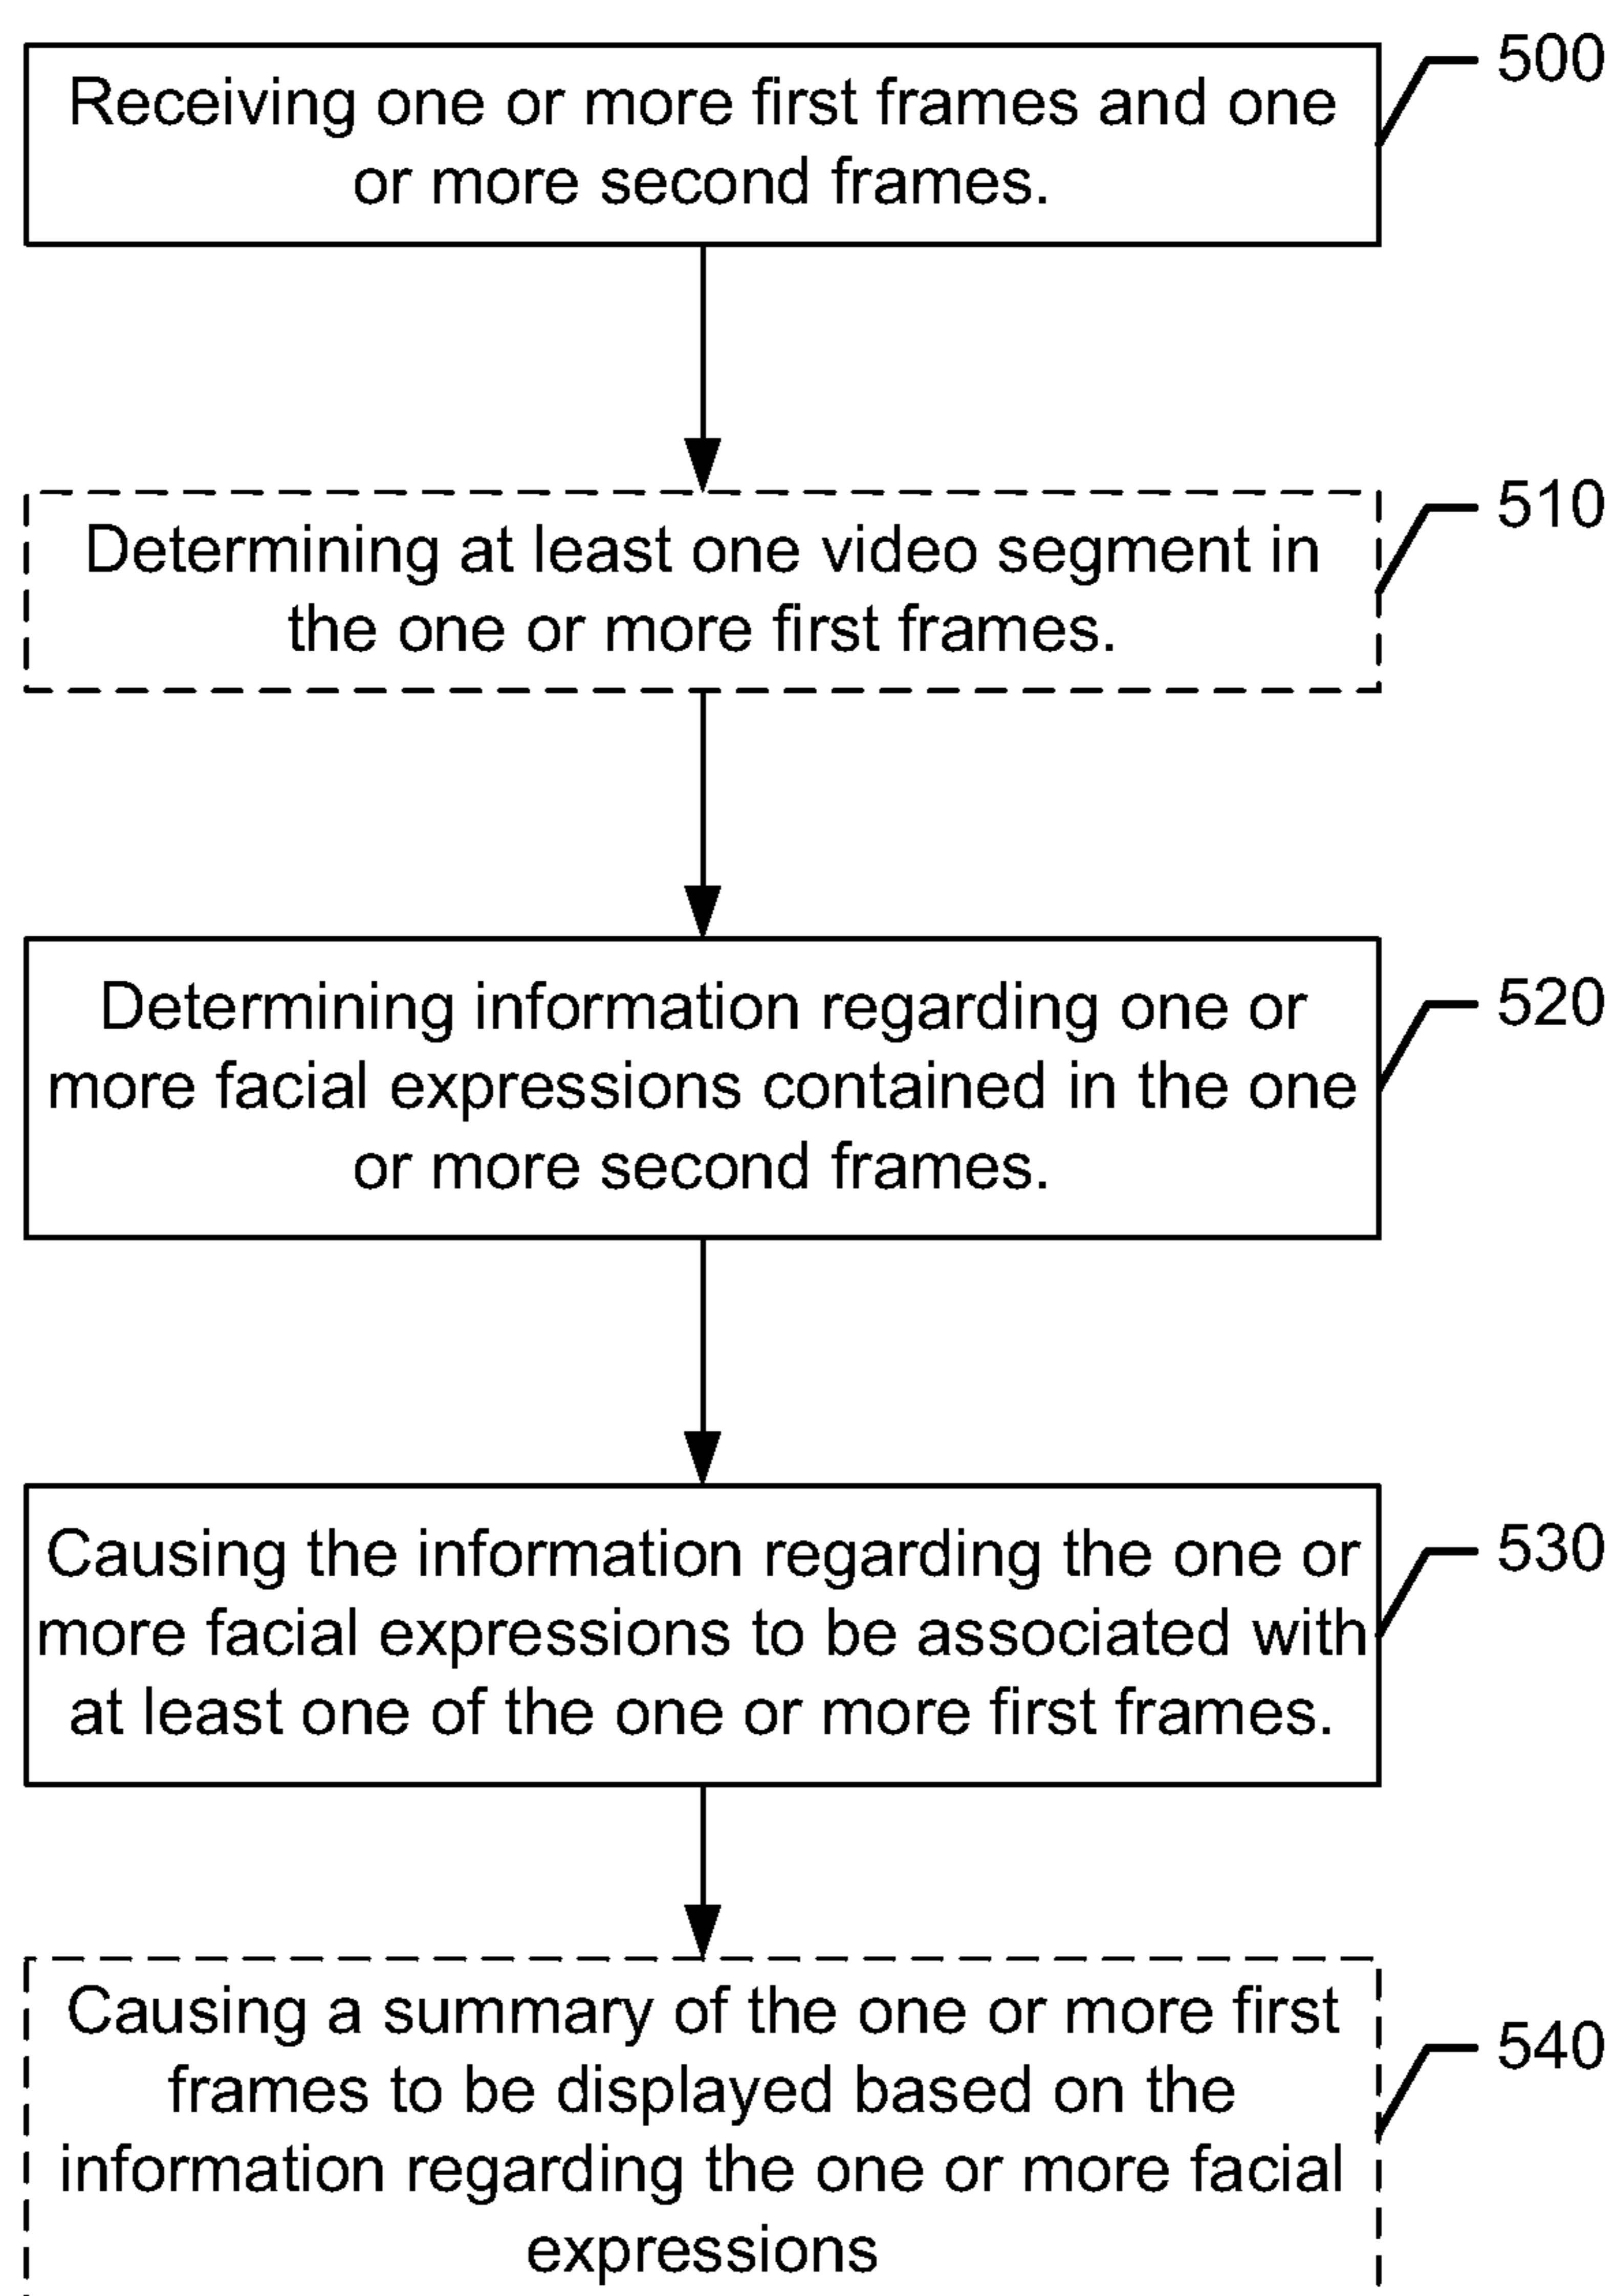 500
Receiving one or more first frames and one
or more second frames.
510
Determining at least one video segment in
the one or more first frames.
520
Determining information regarding one or
more facial expressions contained in the one
or more second frames.
530
Causing the information regarding the one or
more facial expressions to be associated with
at least one of the one or more first frames.
540
Causing a summary of the one or more first
frames to be displayed based on the
information regarding the one or more facial
expressions